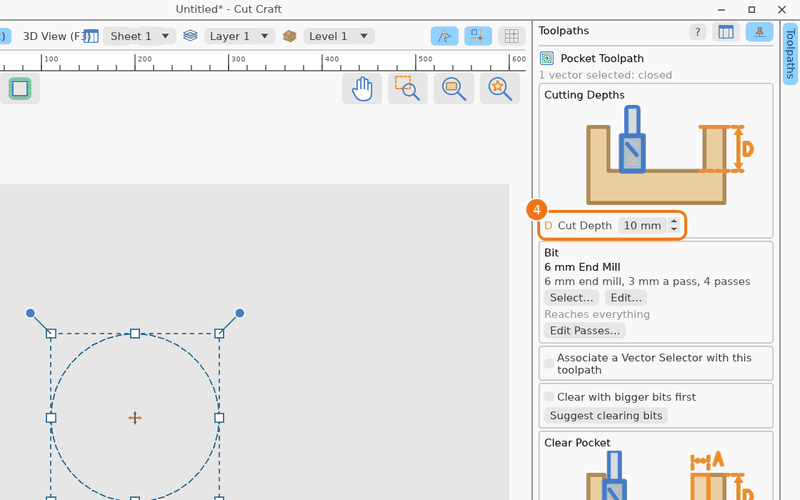 Untitled* - Cut Craft
3D View (F3)
Sheet 1
Layer 1
Level 1
100
200
300
400
500
600
Toolpaths
?
Toolpaths
Pocket Toolpath
1 vector selected: closed
Cutting Depths
D
4
D Cut Depth 10 mm
Bit
6 mm End Mill
6 mm end mill, 3 mm a pass, 4 passes
Select... Edit...
Reaches everything
Edit Passes...
Associate a Vector Selector with this
toolpath
Clear with bigger bits first
Suggest clearing bits
Clear Pocket
A
D